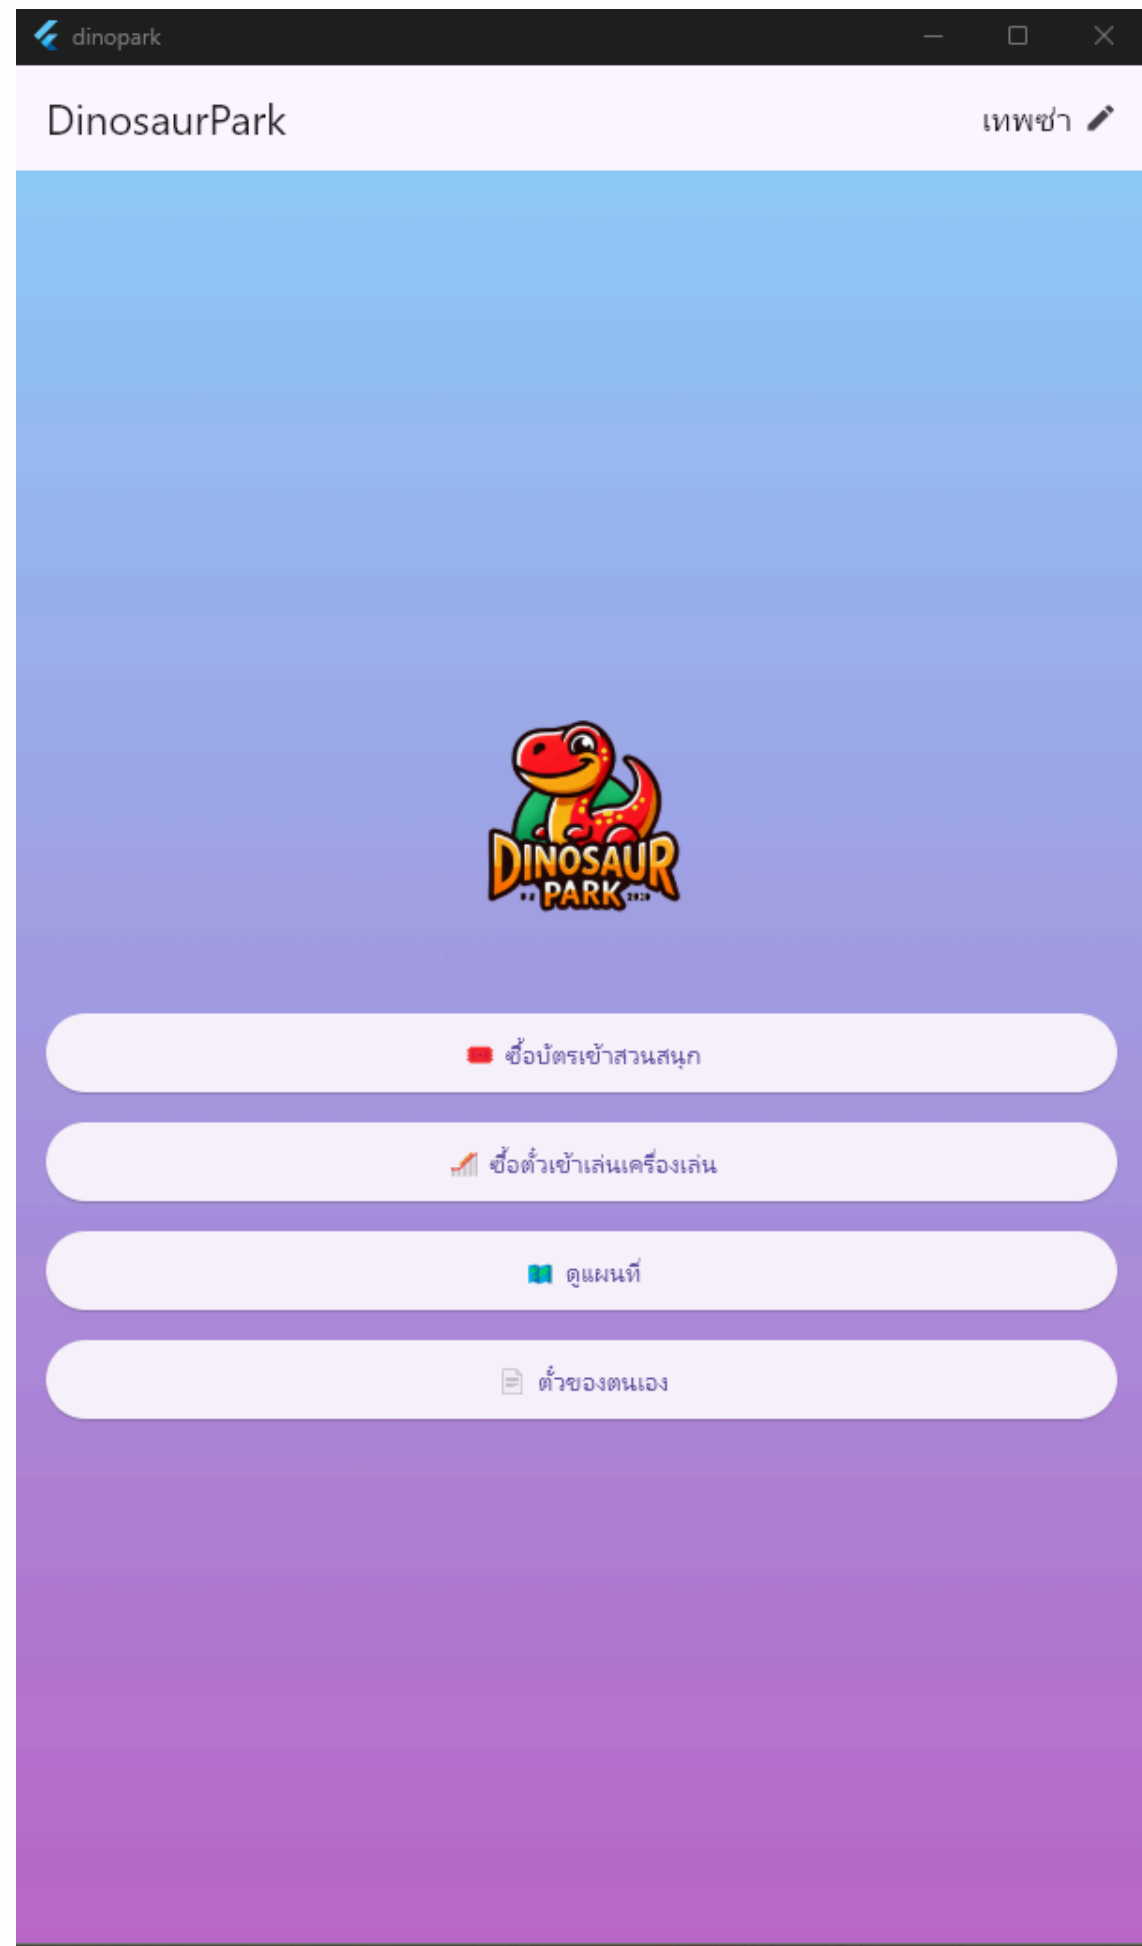 dinopark
DinosaurPark
เทพซ่า
DINOSAUR
PARK
ซื้อบัตรเข้าสวนสนุก
ซื้อตั๋วเข้าเล่นเครื่องเล่น
ดูแผนที่
ตั๋วของตนเอง